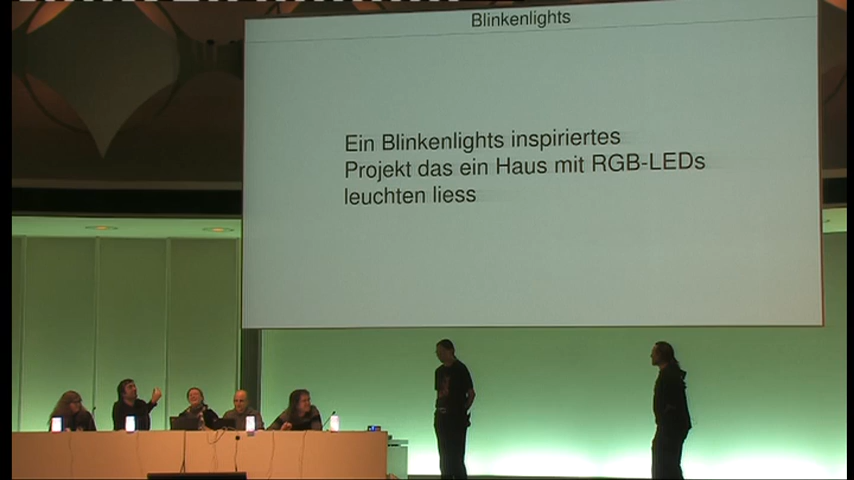 Blinkenlights
Ein Blinkenlights inspiriertes
Projekt das ein Haus mit RGB-LEDs
leuchten liess